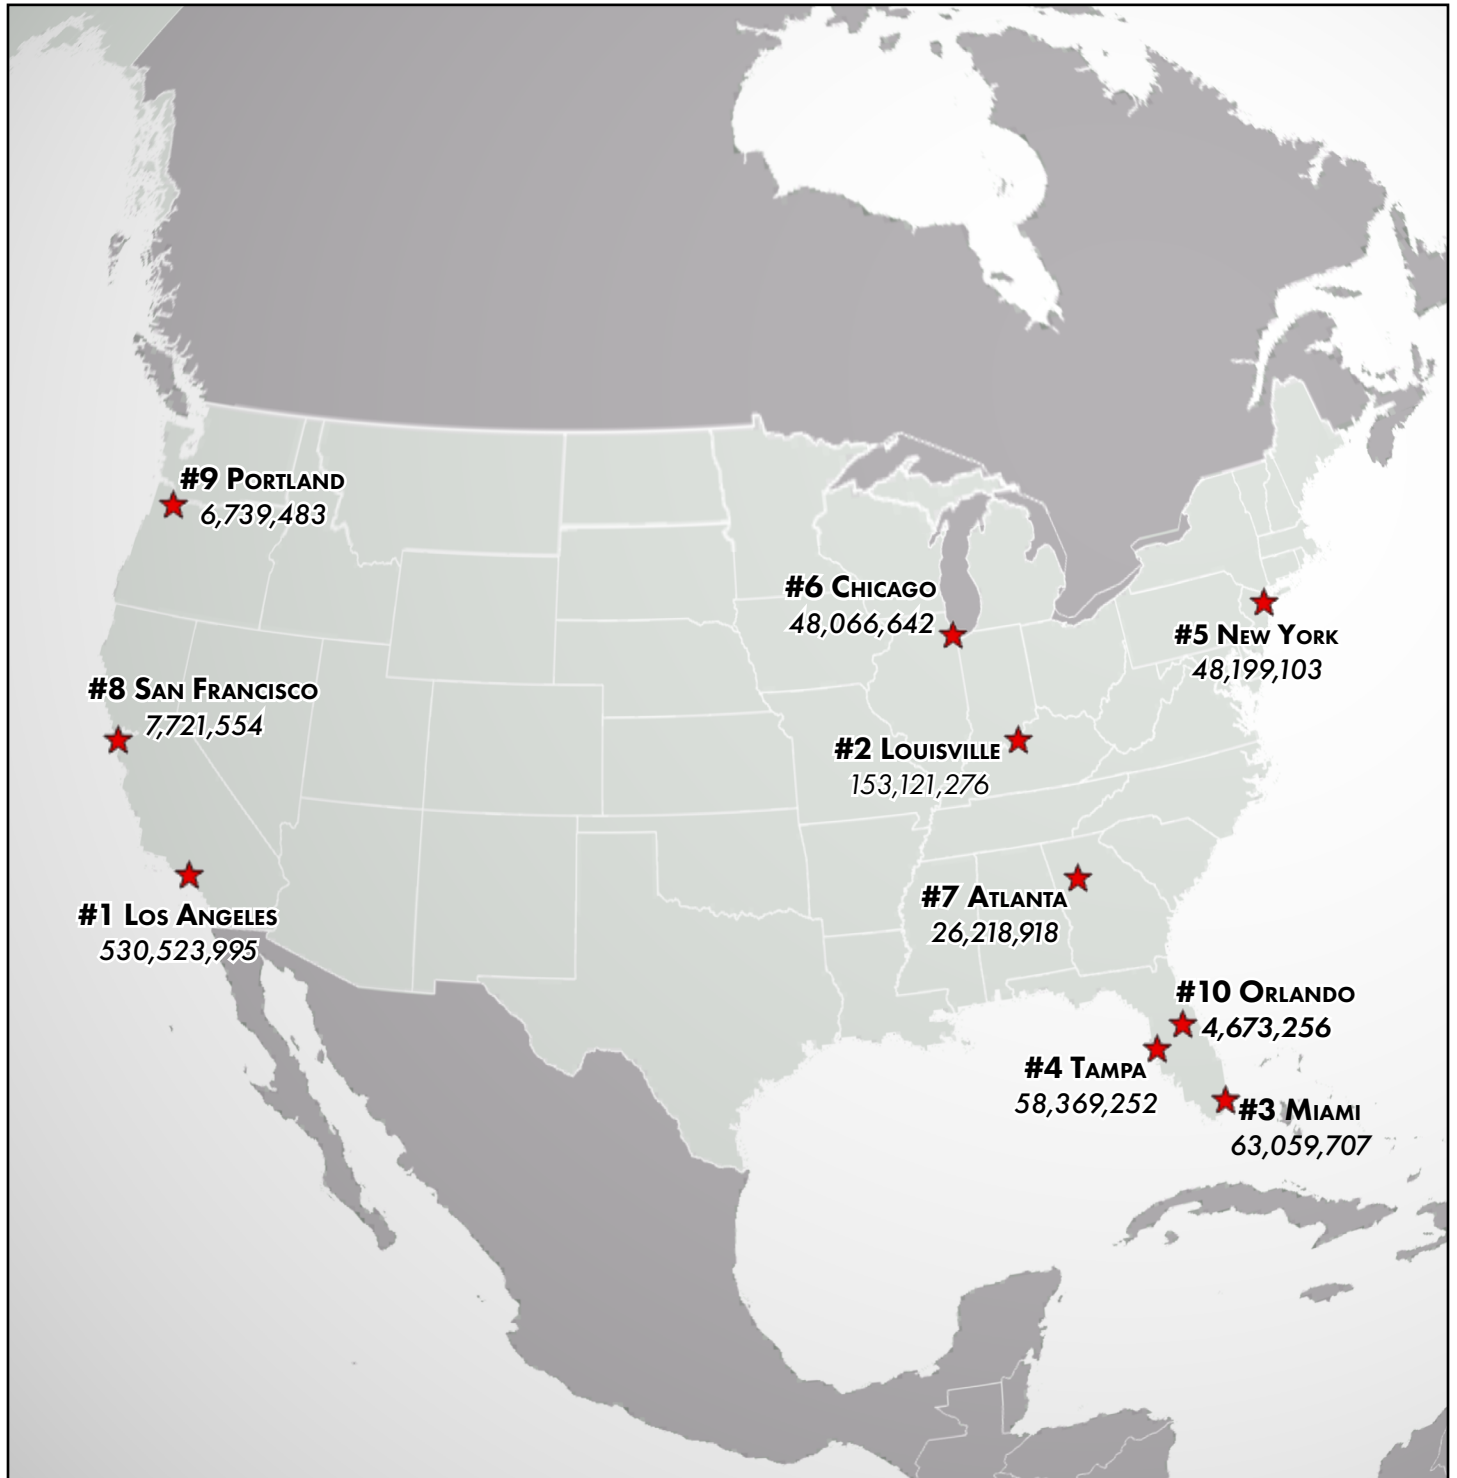 #9 Portland
6,739,483
#6 Chicago
48,066,642
#5 New York
48,199,103
#8 San Francisco
7,721,554
#2 Louisville
153,121,276
#1 Los Angeles
530,523,995
#7 Atlanta
26,218,918
#10 Orlando
4,673,256
#4 Tampa
58,369,252
#3 Miami
63,059,707